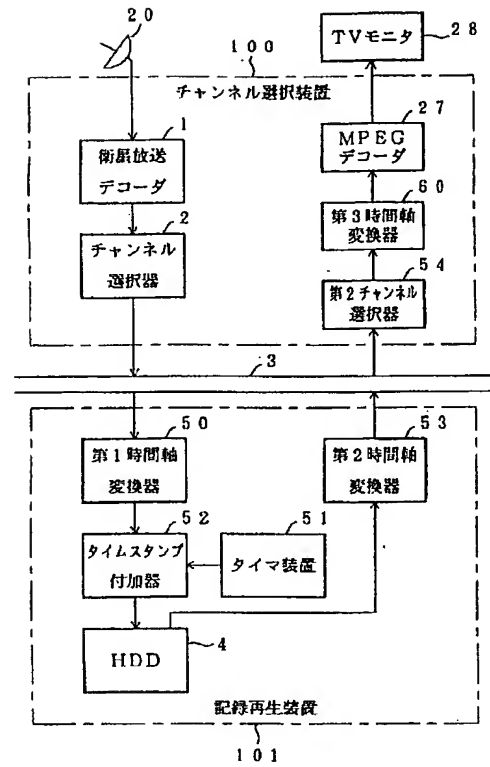 20
TVモニタ
28
100
チャンネル選択装置
1
衛星放送
デコーダ
2
チャンネル
選択器
27
MPEG
デコーダ
60
第3時間軸
変換器
54
第2チャンネル
選択器
3
50
第1時間軸
変換器
53
第2時間軸
変換器
52
タイムスタンプ
付加器
51
タイマ装置
4
HDD
記録再生装置
101